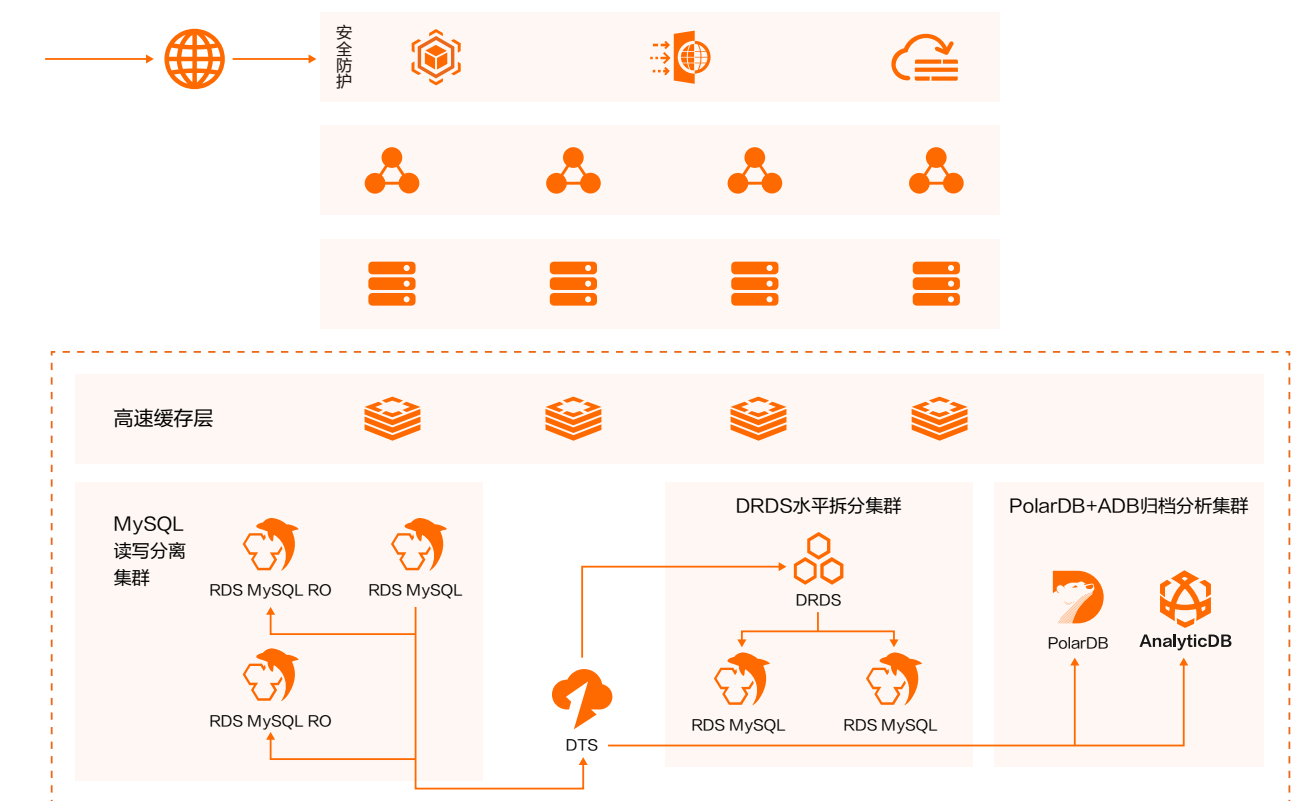 安全防护
高速缓存层
MySQL
读写分离
集群
RDS MySQL RO
RDS MySQL
RDS MySQL RO
DTS
DRDS水平拆分集群
DRDS
RDS MySQL
RDS MySQL
PolarDB+ADB归档分析集群
PolarDB
AnalyticDB